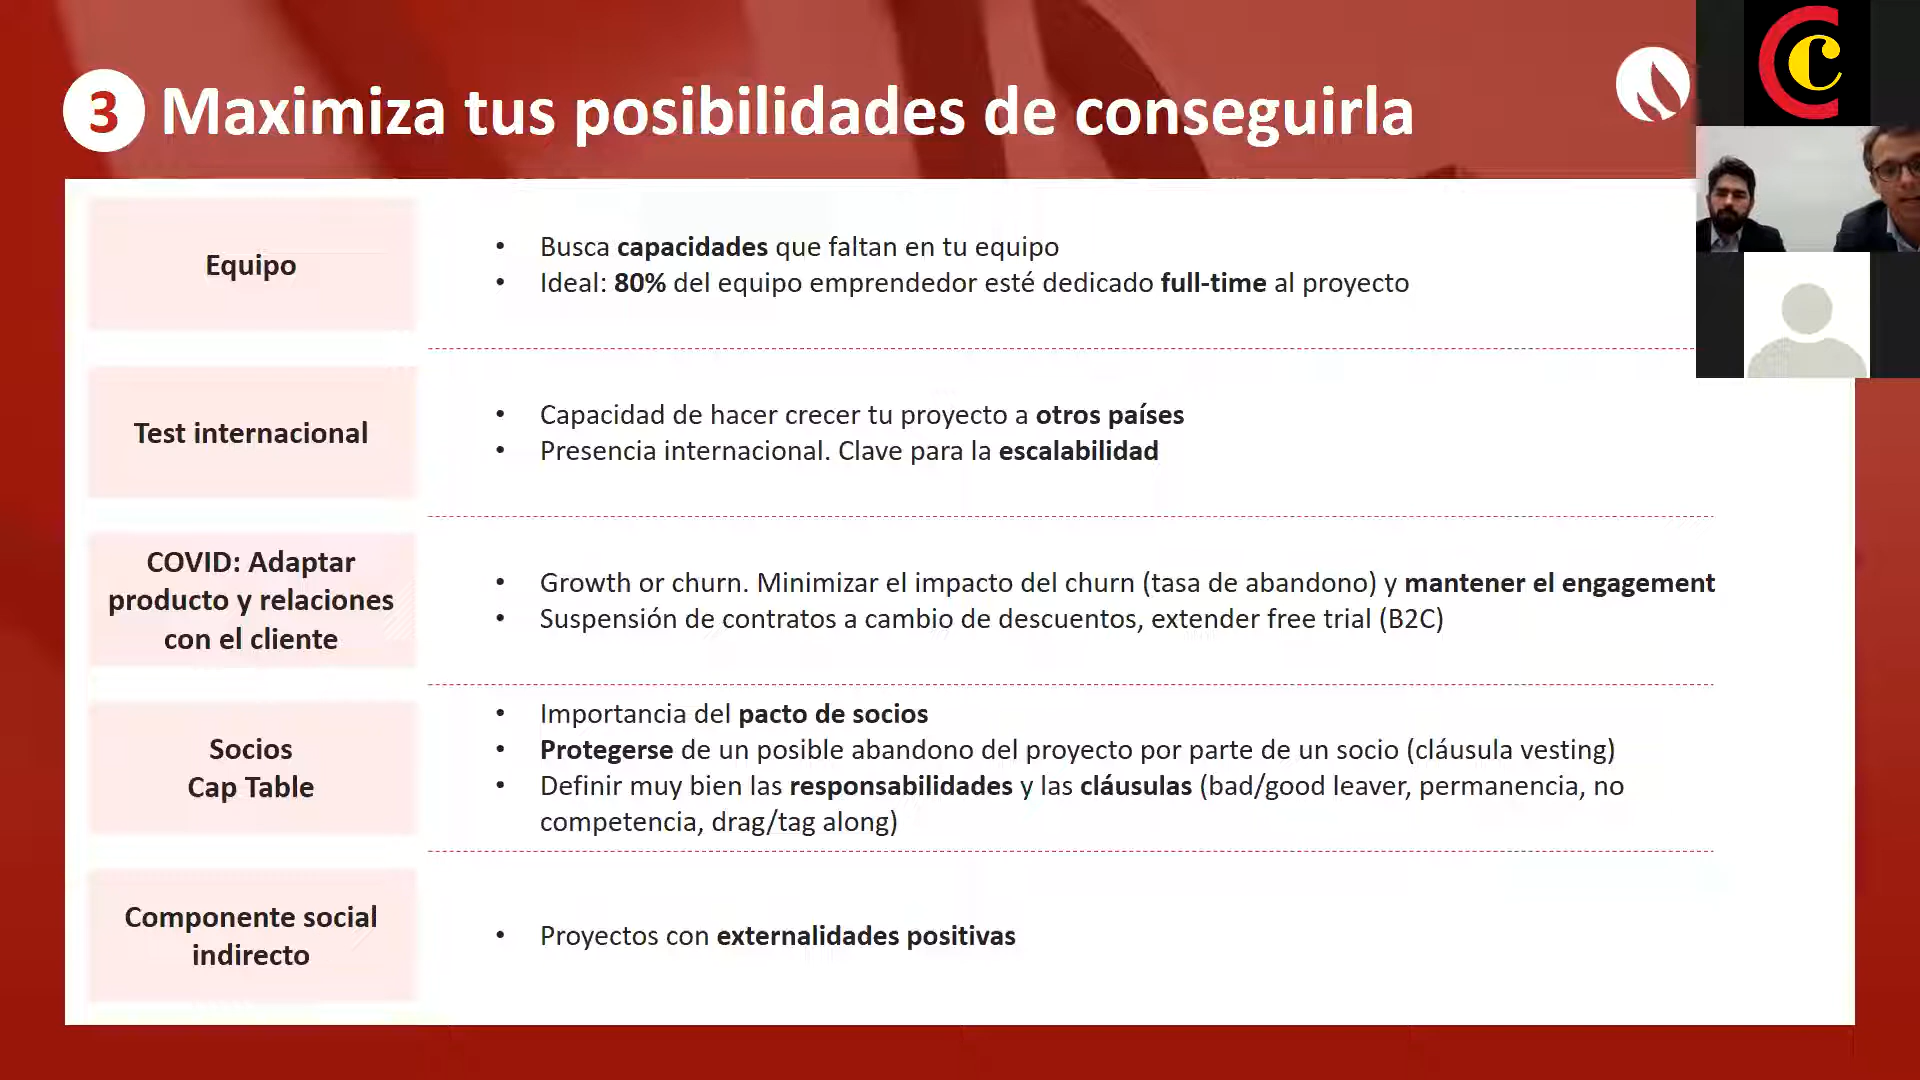 3 Maximiza tus posibilidades de conseguirla
Equipo
• Busca capacidades que faltan en tu equipo
• Ideal: 80% del equipo emprendedor esté dedicado full-time al proyecto
Test internacional
• Capacidad de hacer crecer tu proyecto a otros países
• Presencia internacional. Clave para la escalabilidad
COVID: Adaptar
producto y relaciones
con el cliente
• Growth or churn. Minimizar el impacto del churn (tasa de abandono) y mantener el engagement
• Suspensión de contratos a cambio de descuentos, extender free trial (B2C)
Socios
Cap Table
• Importancia del pacto de socios
• Protegerse de un posible abandono del proyecto por parte de un socio (cláusula vesting)
• Definir muy bien las responsabilidades y las cláusulas (bad/good leaver, permanencia, no
competencia, drag/tag along)
Componente social
indirecto
• Proyectos con externalidades positivas